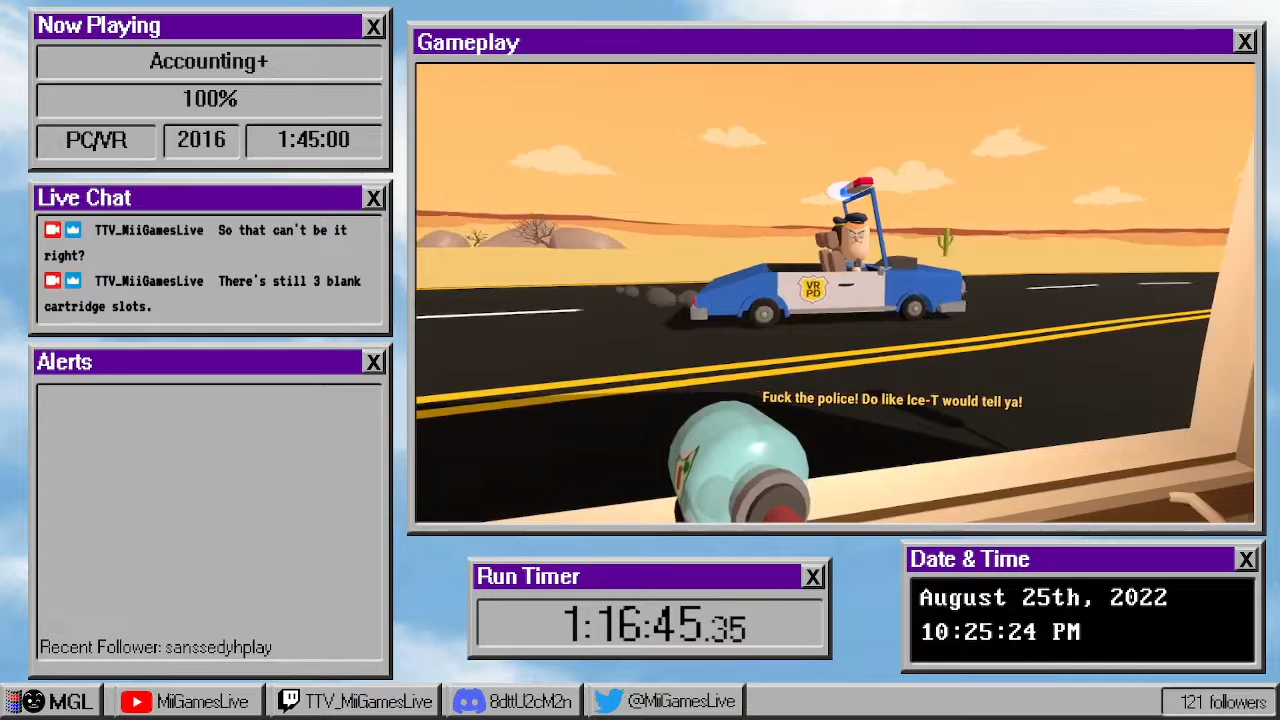 Now Playing
X
Accounting+
100%
PC/VR
2016
1:45:00
Live Chat
X
TTV_MiiGamesLive So that can't be it
right?
TTV_MiiGamesLive There's still 3 blank
cartridge slots.
Alerts
X
Recent Follower: sanssedyhplay
Gameplay
X
VR
PD
Fuck the police! Do like Ice-T would tell ya!
Run Timer
X
1:16:45.35
Date & Time
X
August 25th, 2022
10:25:24 PM
MGL
MiiGamesLive
TTV_MiiGamesLive
8dttU2cM2n
@MiiGamesLive
121 followers